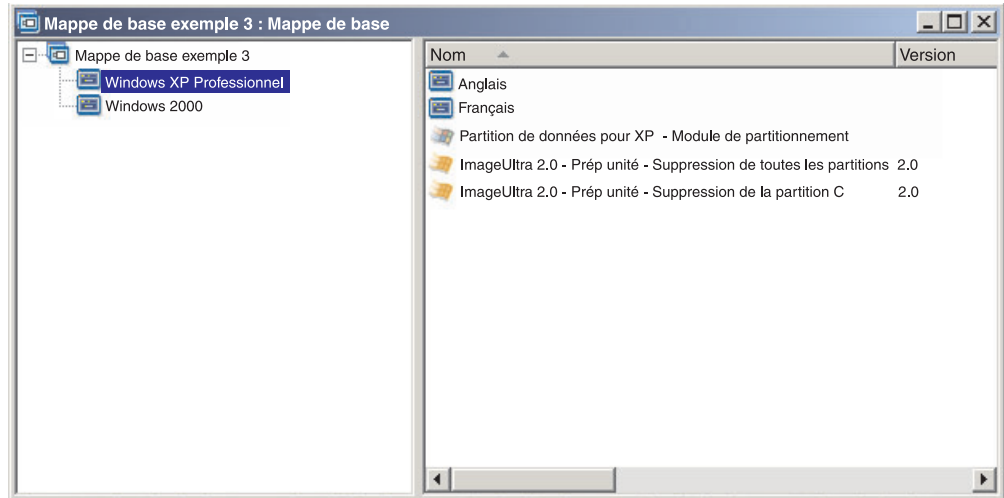 Mappe de base exemple 3 : Mappe de base
Mappe de base exemple 3
Windows XP Professionnel
Windows 2000
Nom Version
Anglais
Français
Partition de données pour XP - Module de partitionnement
ImageUltra 2.0 - Prép unité - Suppression de toutes les partitions 2.0
ImageUltra 2.0 - Prép unité - Suppression de la partition C 2.0